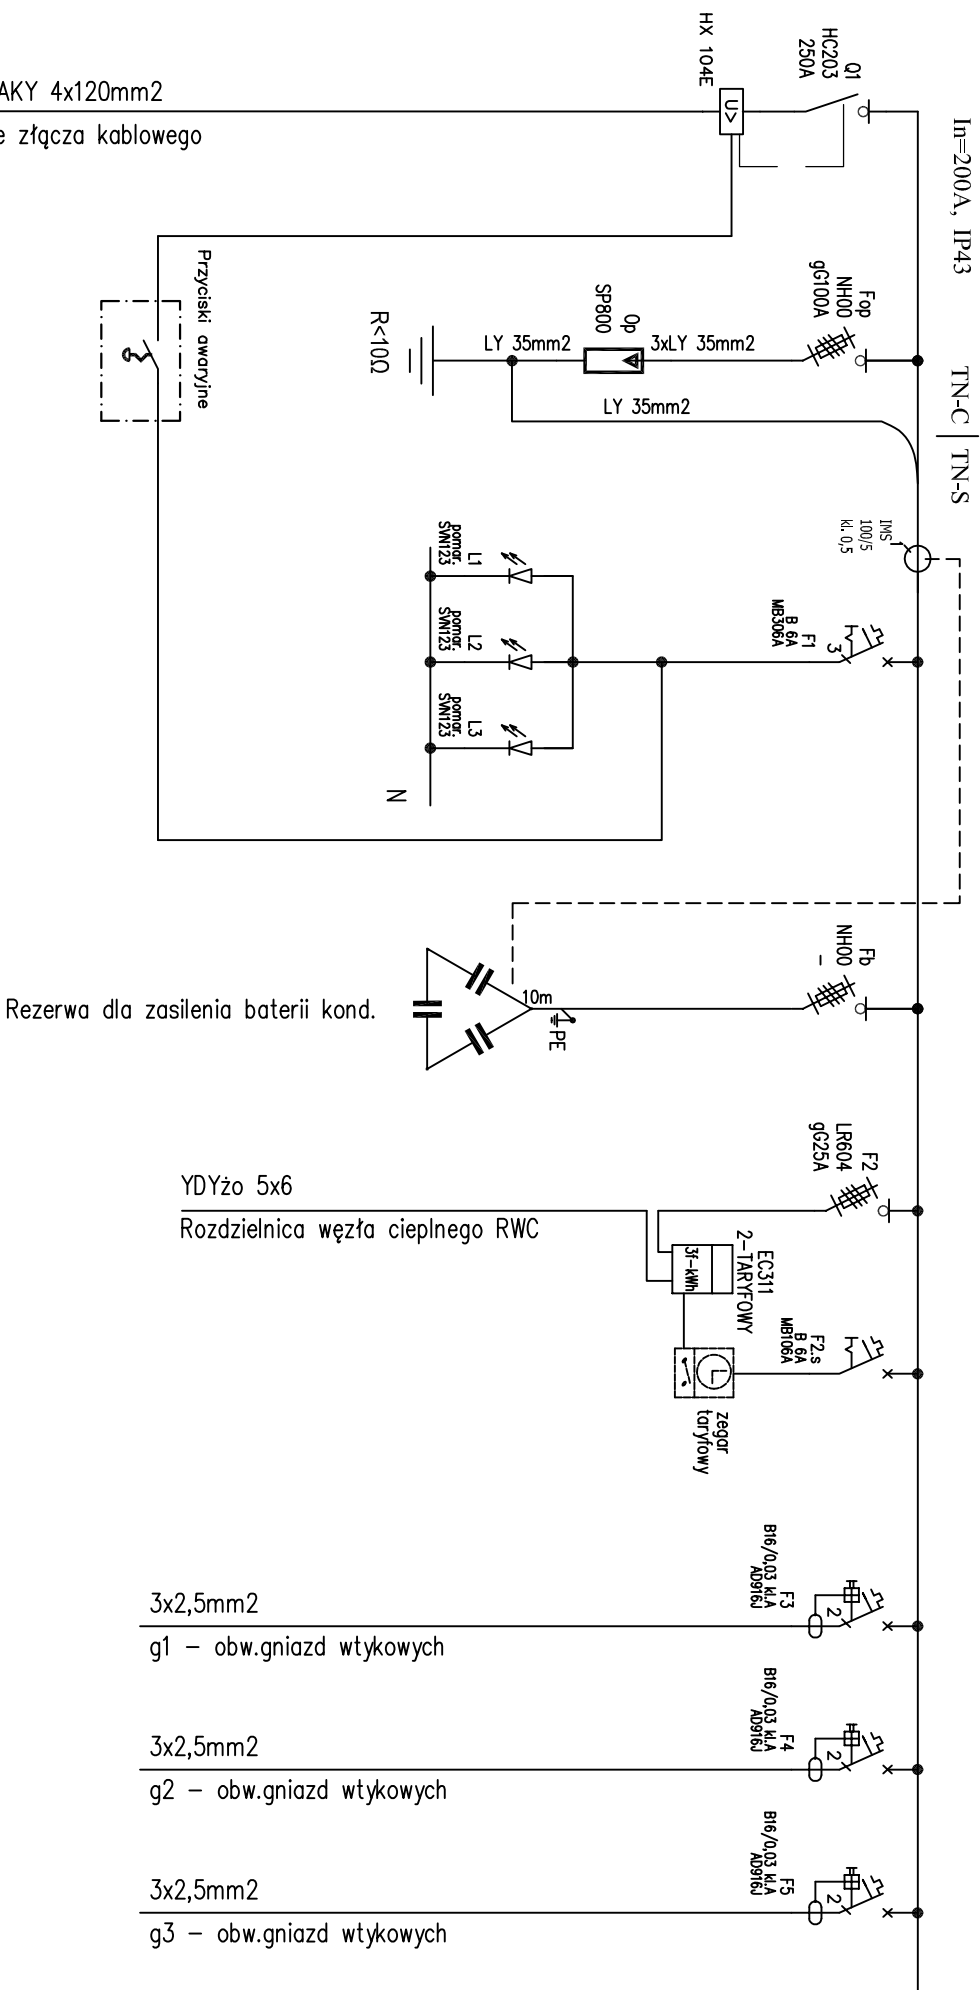 In=200A, IP43
TN-C
TN-S
Q1
HC203
250A
HX 104E
U>
AKY 4x120mm2
e złącza kablowego
Fop
NH00
gG100A
Op
SP800
3xLY 35mm2
LY 35mm2
LY 35mm2
R<10Ω
Przyciski awaryjne
1
IMS
100/5
kl. 0,5
F1
B 6A
MB306A
3
L1
pomar.
SVN123
L2
pomar.
SVN123
L3
pomar.
SVN123
N
Fb
NH00
-
10m
PE
Rezerwa dla zasilenia baterii kond.
F2
LR604
gG25A
EC311
2-TARYFOWY
3f-kWh
YDYżo 5x6
Rozdzielnica węzła cieplnego RWC
F2.s
B 6A
MB106A
zegar
taryfowy
F3
B16/0,03 kl.A
AD916J
2
3x2,5mm2
g1 - obw.gniazd wtykowych
F4
B16/0,03 kl.A
AD916J
2
3x2,5mm2
g2 - obw.gniazd wtykowych
F5
B16/0,03 kl.A
AD916J
2
3x2,5mm2
g3 - obw.gniazd wtykowych